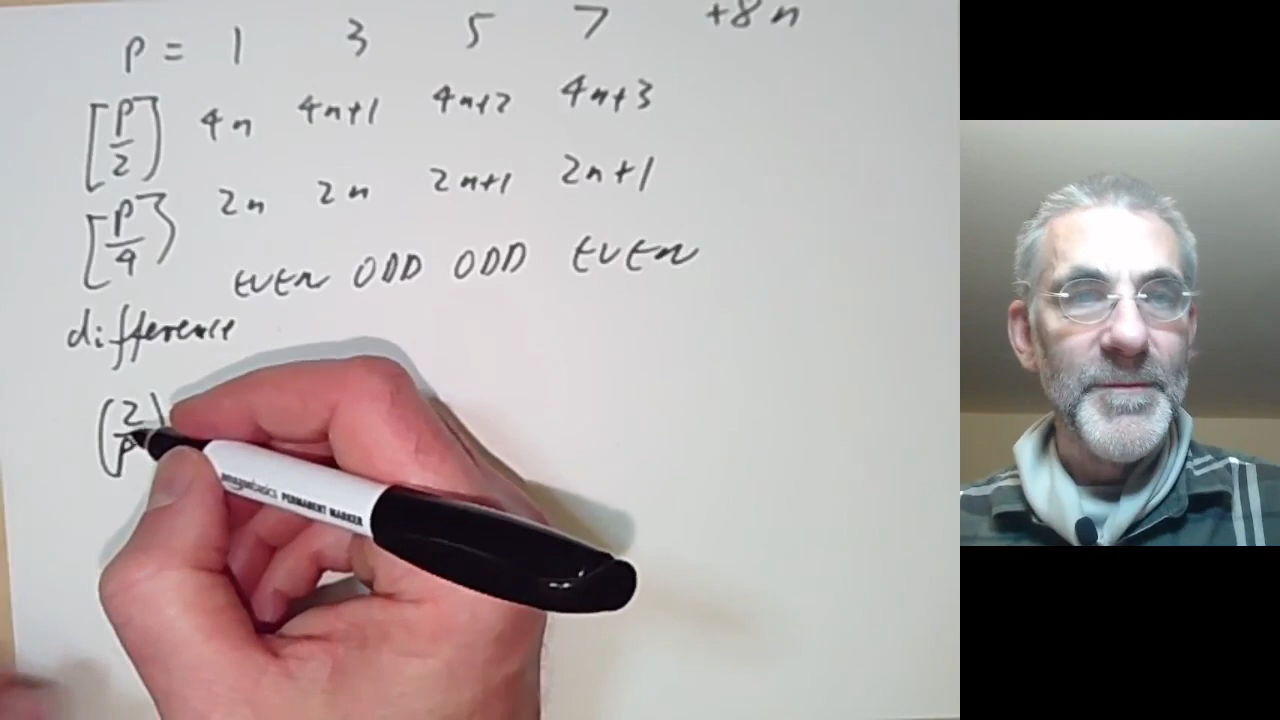 p = 1 3 5 7 +8n
[p/2] 4n 4n+1 4n+2 4n+3
[p/4] 2n 2n 2n+1 2n+1
EVEN ODD ODD EVEN
difference
(2/p)
amazonbasics PERMANENT MARKER